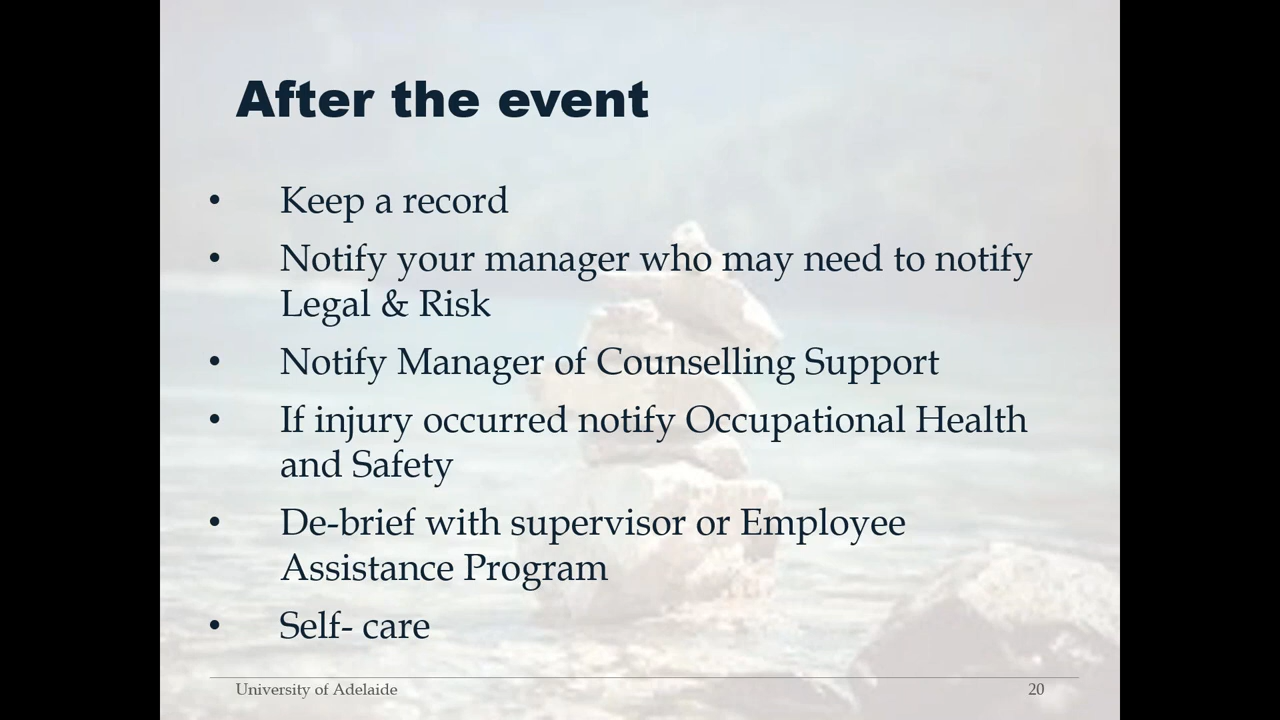 After the event
• Keep a record
• Notify your manager who may need to notify
Legal & Risk
• Notify Manager of Counselling Support
• If injury occurred notify Occupational Health
and Safety
• De-brief with supervisor or Employee
Assistance Program
• Self- care
University of Adelaide 20